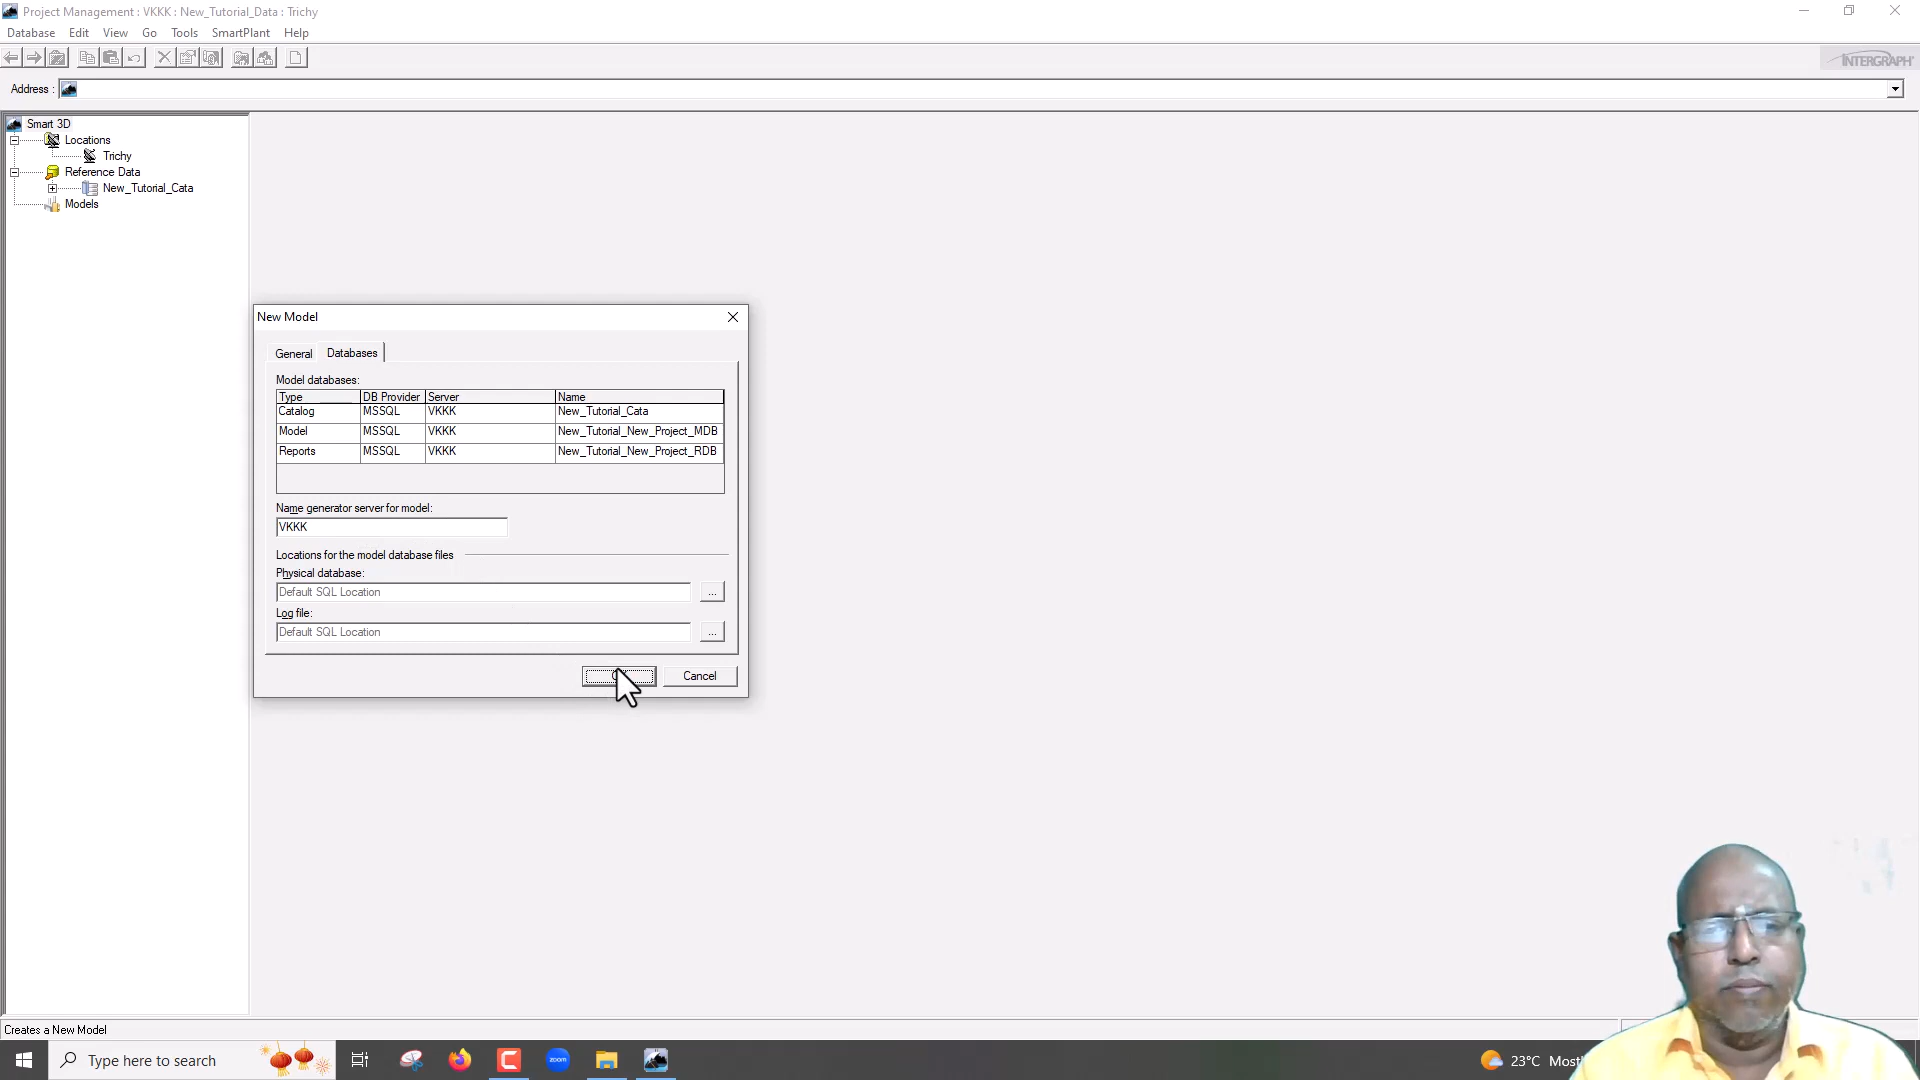 Project Management : VKKK : New_Tutorial_Data : Trichy
Database Edit View Go Tools SmartPlant Help
INTERGRAPH
Address :
Smart 3D
Locations
Trichy
Reference Data
New_Tutorial_Cata
Models
New Model
General Databases
Model databases:
Type DB Provider Server Name
Catalog MSSQL VKKK New_Tutorial_Cata
Model MSSQL VKKK New_Tutorial_New_Project_MDB
Reports MSSQL VKKK New_Tutorial_New_Project_RDB
Name generator server for model:
VKKK
Locations for the model database files
Physical database:
Default SQL Location
...
Log file:
Default SQL Location
...
Cancel
Creates a New Model
Type here to search
zoom
23°C